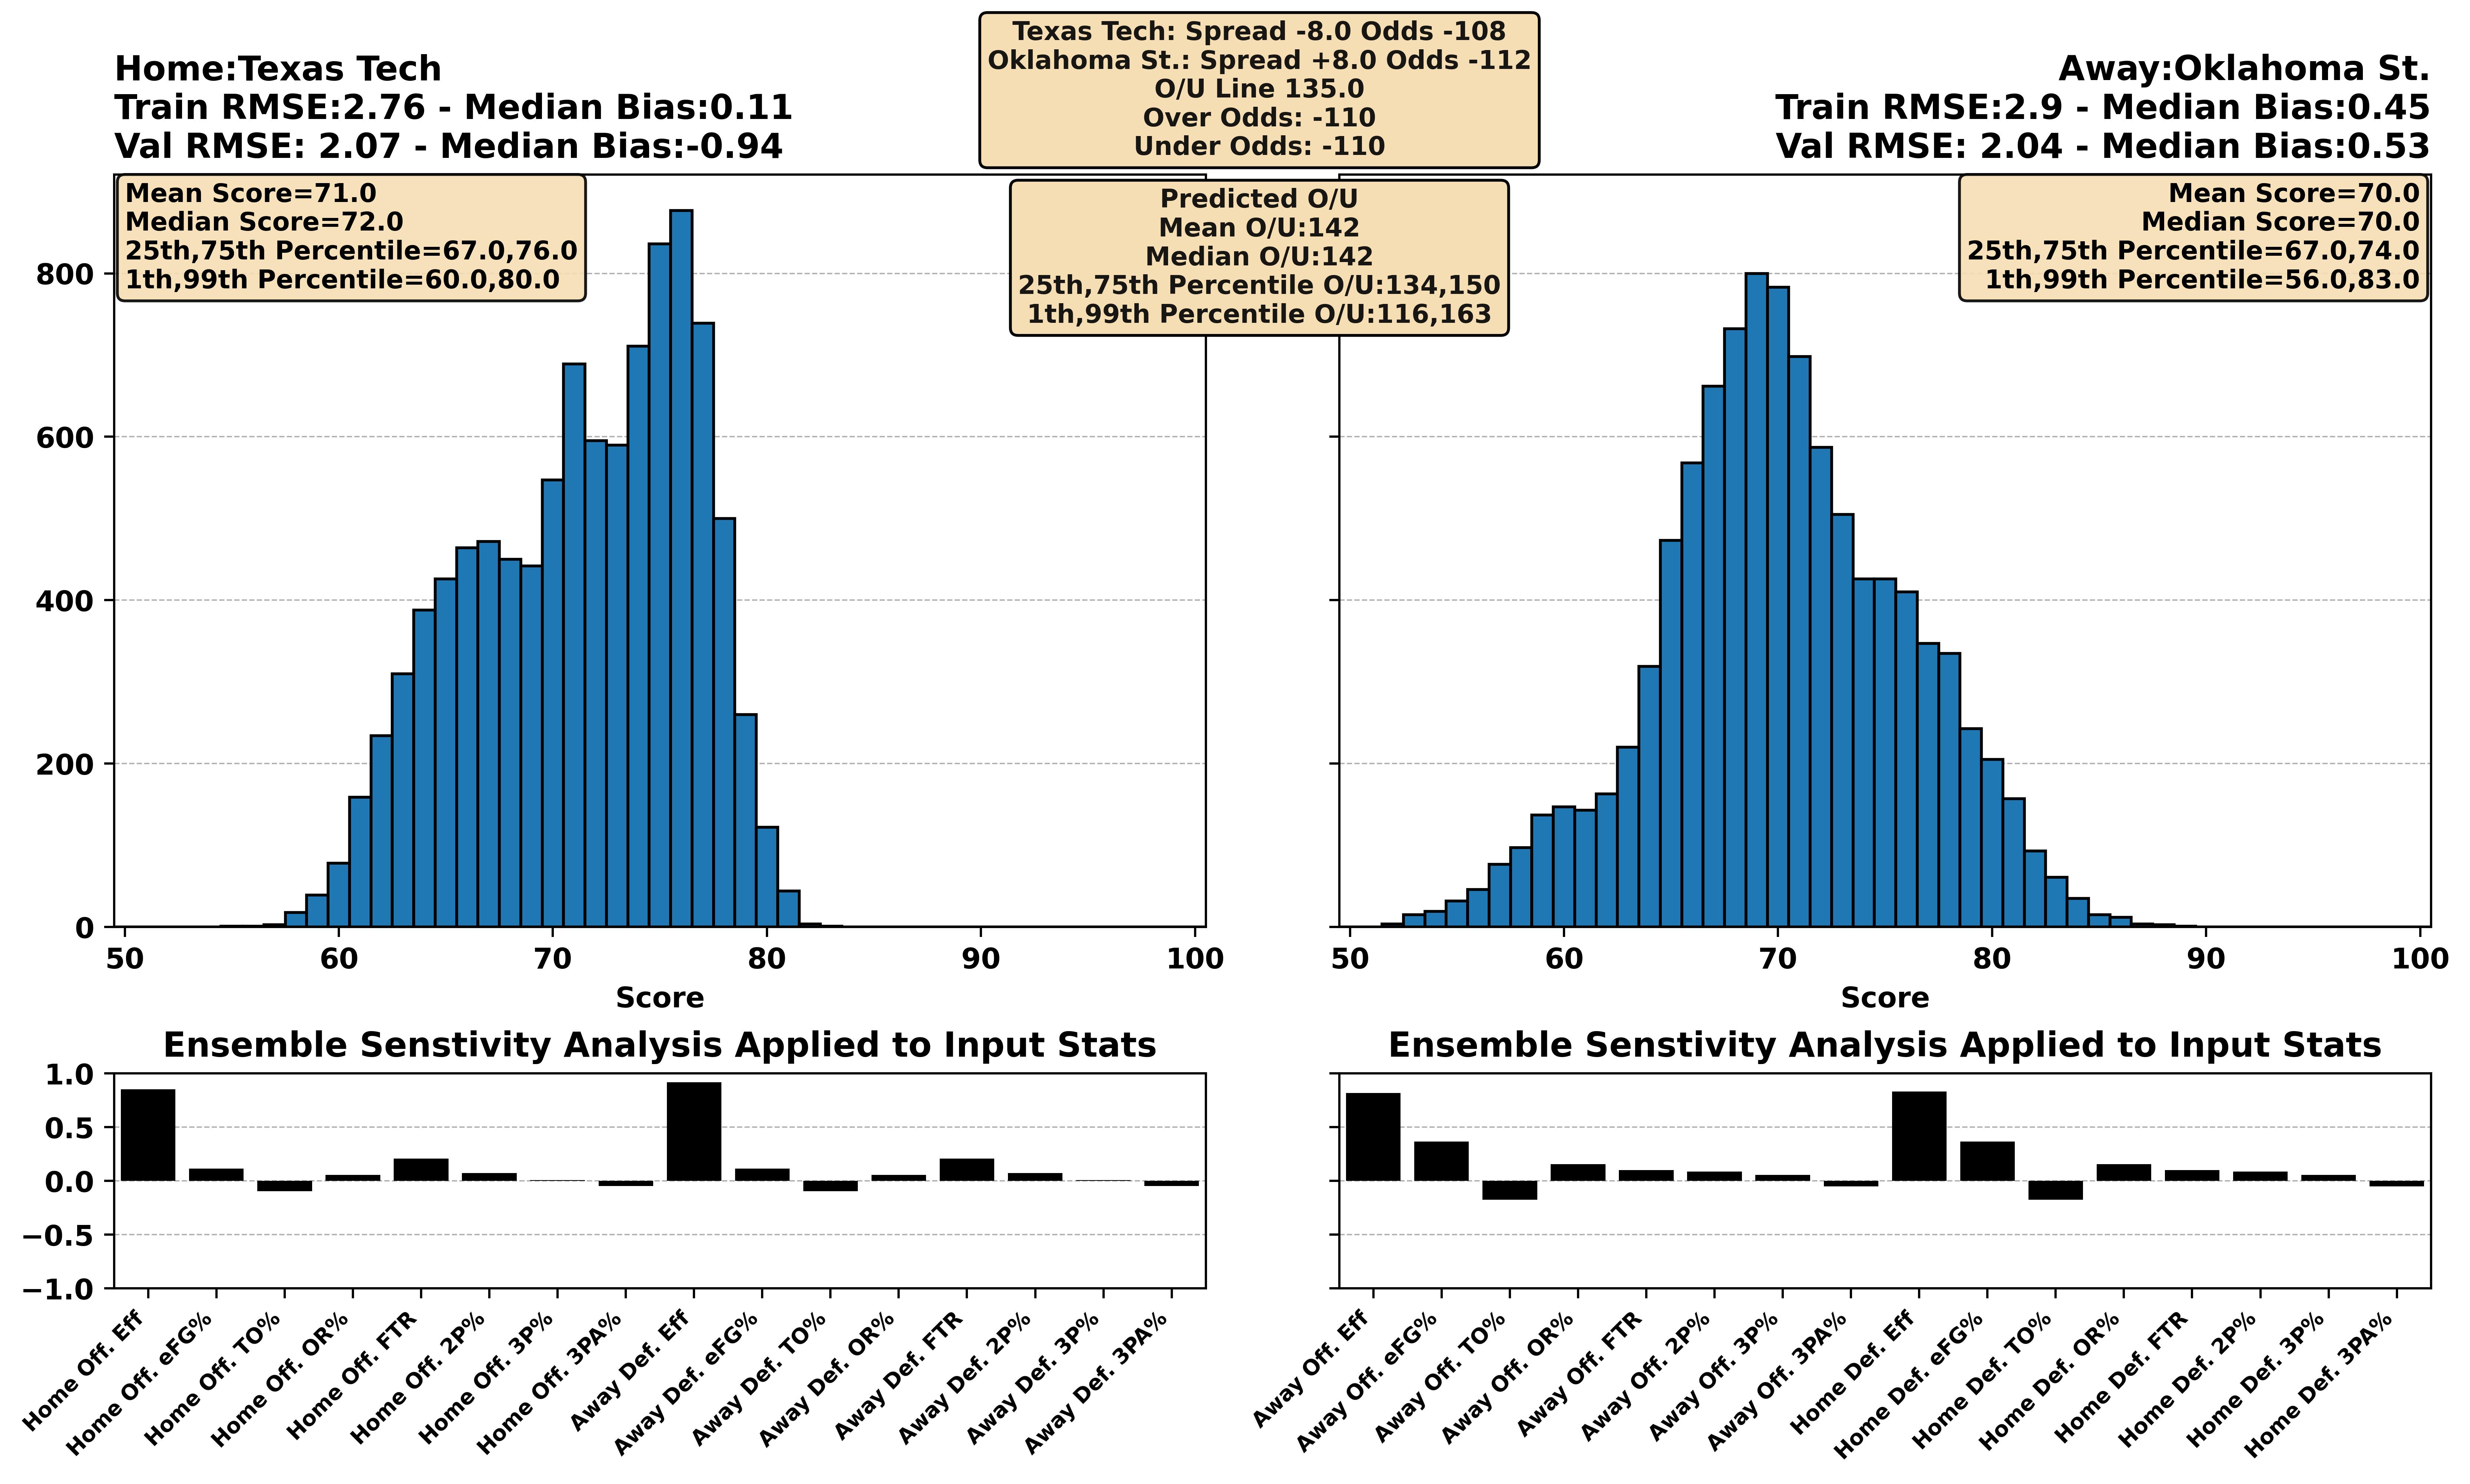 Texas Tech: Spread -8.0 Odds -108
Oklahoma St.: Spread +8.0 Odds -112
O/U Line 135.0
Over Odds: -110
Under Odds: -110
Home:Texas Tech
Train RMSE:2.76 - Median Bias:0.11
Val RMSE: 2.07 - Median Bias:-0.94
Away:Oklahoma St.
Train RMSE:2.9 - Median Bias:0.45
Val RMSE: 2.04 - Median Bias:0.53
Mean Score=71.0
Median Score=72.0
25th,75th Percentile=67.0,76.0
1th,99th Percentile=60.0,80.0
Predicted O/U
Mean O/U:142
Median O/U:142
25th,75th Percentile O/U:134,150
1th,99th Percentile O/U:116,163
Mean Score=70.0
Median Score=70.0
25th,75th Percentile=67.0,74.0
1th,99th Percentile=56.0,83.0
800
600
400
200
0
50 60 70 80 90 100
Score
50 60 70 80 90 100
Score
Ensemble Senstivity Analysis Applied to Input Stats
1.0
0.5
0.0
−0.5
−1.0
Home Off. Eff
Home Off. eFG%
Home Off. TO%
Home Off. OR%
Home Off. FTR
Home Off. 2P%
Home Off. 3P%
Home Off. 3PA%
Away Def. Eff
Away Def. eFG%
Away Def. TO%
Away Def. OR%
Away Def. FTR
Away Def. 2P%
Away Def. 3P%
Away Def. 3PA%
Ensemble Senstivity Analysis Applied to Input Stats
Away Off. Eff
Away Off. eFG%
Away Off. TO%
Away Off. OR%
Away Off. FTR
Away Off. 2P%
Away Off. 3P%
Away Off. 3PA%
Home Def. Eff
Home Def. eFG%
Home Def. TO%
Home Def. OR%
Home Def. FTR
Home Def. 2P%
Home Def. 3P%
Home Def. 3PA%